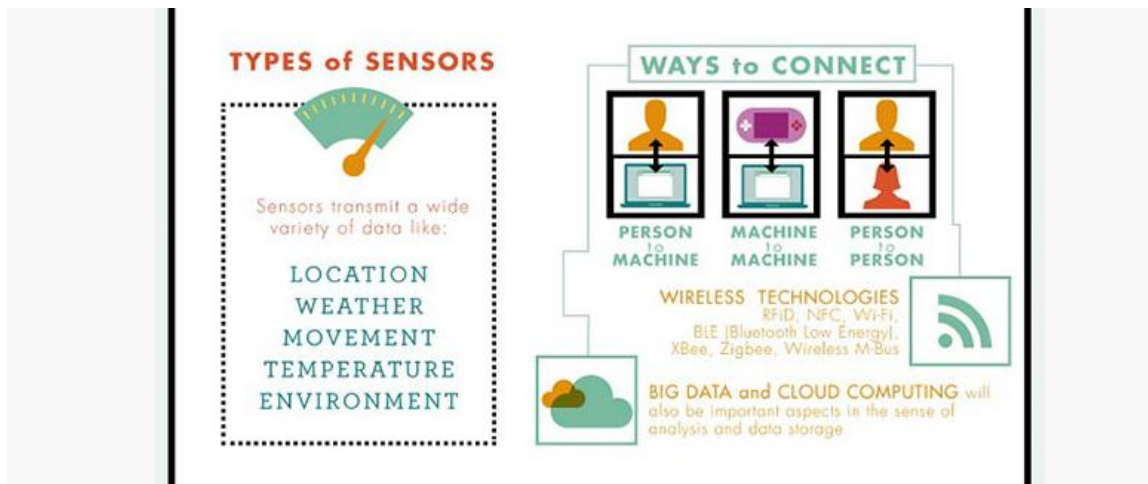 TYPES of SENSORS
Sensors transmit a wide
variety of data like:
LOCATION
WEATHER
MOVEMENT
TEMPERATURE
ENVIRONMENT
WAYS to CONNECT
PERSON
to
MACHINE
MACHINE
to
MACHINE
PERSON
to
PERSON
WIRELESS TECHNOLOGIES
RFiD, NFC, Wi-Fi,
BLE (Bluetooth Low Energy),
XBee, Zigbee, Wireless M-Bus
BIG DATA and CLOUD COMPUTING will
also be important aspects in the sense of
analysis and data storage